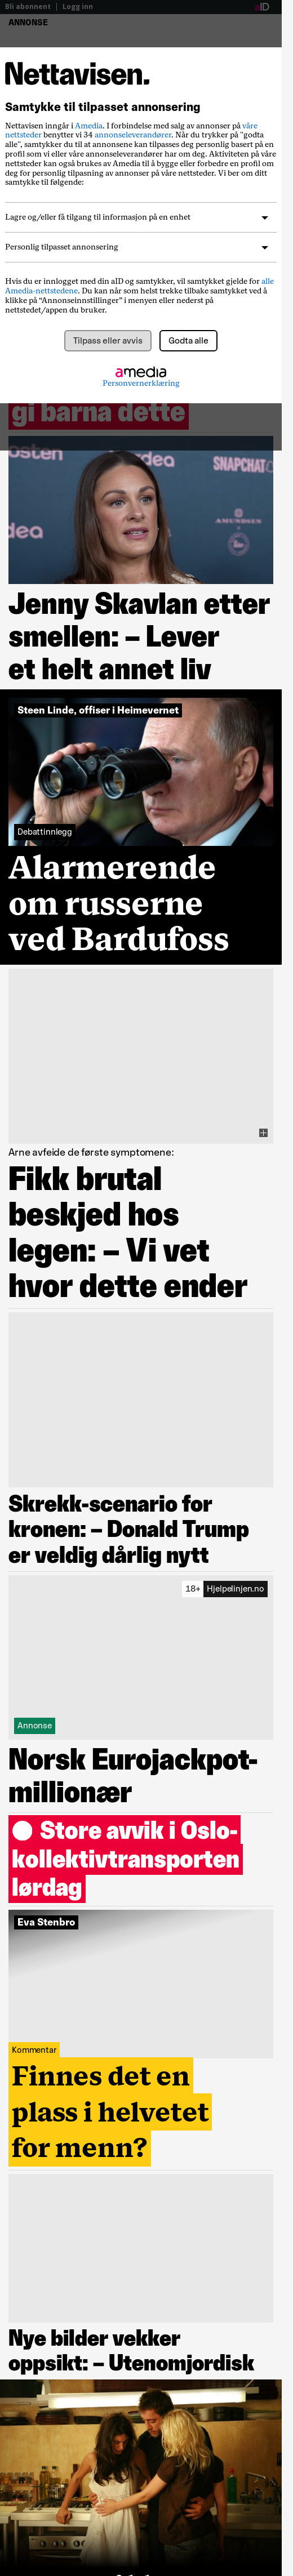 Bli abonnent | Logg inn
aID
ANNONSE
Nettavisen.
Samtykke til tilpasset annonsering
Nettavisen inngår i Amedia. I forbindelse med salg av annonser på våre
nettsteder benytter vi 34 annonseleverandører. Når du trykker på "godta
alle", samtykker du til at annonsene kan tilpasses deg personlig basert på en
profil som vi eller våre annonseleverandører har om deg. Aktiviteten på våre
nettsteder kan også brukes av Amedia til å bygge eller forbedre en profil om
deg for personlig tilpasning av annonser på våre nettsteder. Vi ber om ditt
samtykke til følgende:
Lagre og/eller få tilgang til informasjon på en enhet
Personlig tilpasset annonsering
Hvis du er innlogget med din aID og samtykker, vil samtykket gjelde for alle
Amedia-nettstedene. Du kan når som helst trekke tilbake samtykket ved å
klikke på “Annonseinnstillinger” i menyen eller nederst på
nettstedet/appen du bruker.
Tilpass eller avvis
Godta alle
amedia
Personvernerklæring
gi barna dette
SNAPCHAT
AMUNDSEN
Jenny Skavlan etter
smellen: – Lever
et helt annet liv
Steen Linde, offiser i Heimevernet
Debattinnlegg
Alarmerende
om russerne
ved Bardufoss
Arne avfeide de første symptomene:
Fikk brutal
beskjed hos
legen: – Vi vet
hvor dette ender
Skrekk-scenario for
kronen: – Donald Trump
er veldig dårlig nytt
18+ Hjelpelinjen.no
Annonse
Norsk Eurojackpot-
millionær
Store avvik i Oslo-
kollektivtransporten
lørdag
Eva Stenbro
Kommentar
Finnes det en
plass i helvetet
for menn?
Nye bilder vekker
oppsikt: – Utenomjordisk